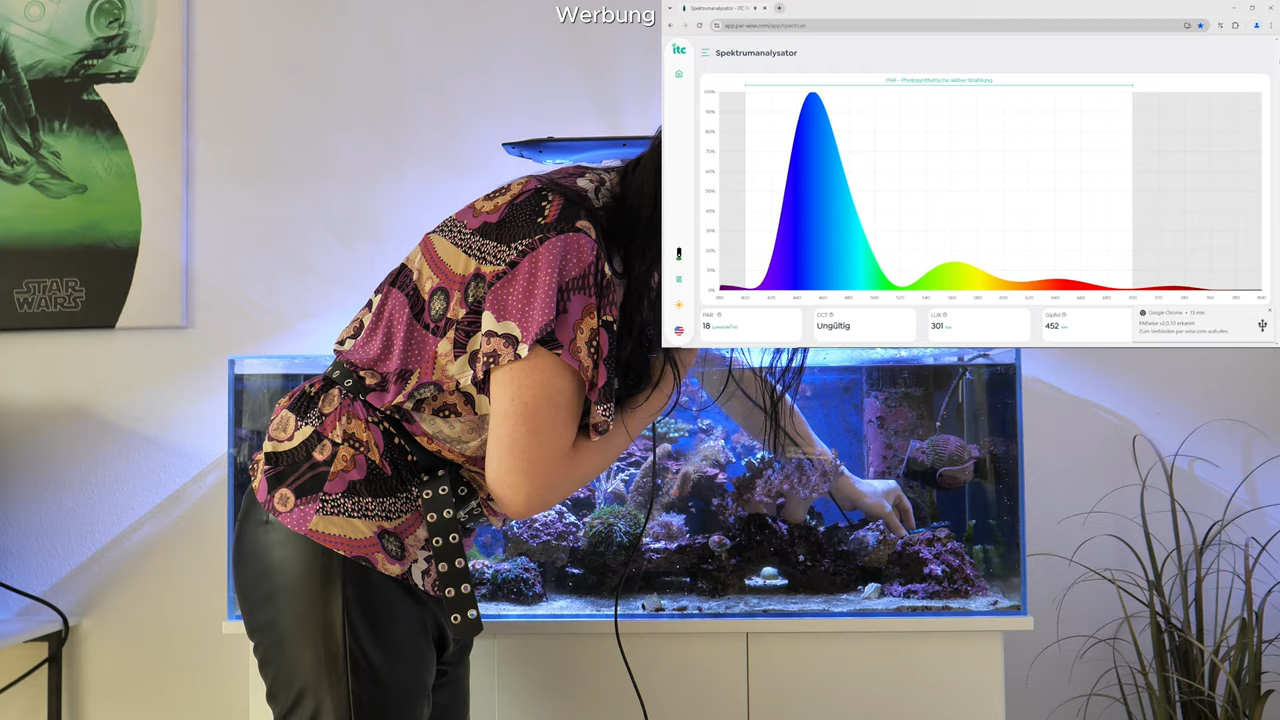 Werbung
Spektrumanalysator - ITC
app.par-wise.com/app/spectrum
itc
Spektrumanalysator
PAR - Photosynthetische aktive Strahlung
100%
90%
80%
70%
60%
50%
40%
30%
20%
10%
0%
380 400 420 440 460 480 500 520 540 560 580 600 620 640 660 680 700 720 740 760 780 800
PAR
18
CCT
Ungültig
LUX
301 lux
Gipfel
452 nm
Google Chrome • 15 min.
PARwise v2.0.10 erkannt
Zum Verbinden par-wise.com aufrufen.
STAR
WARS